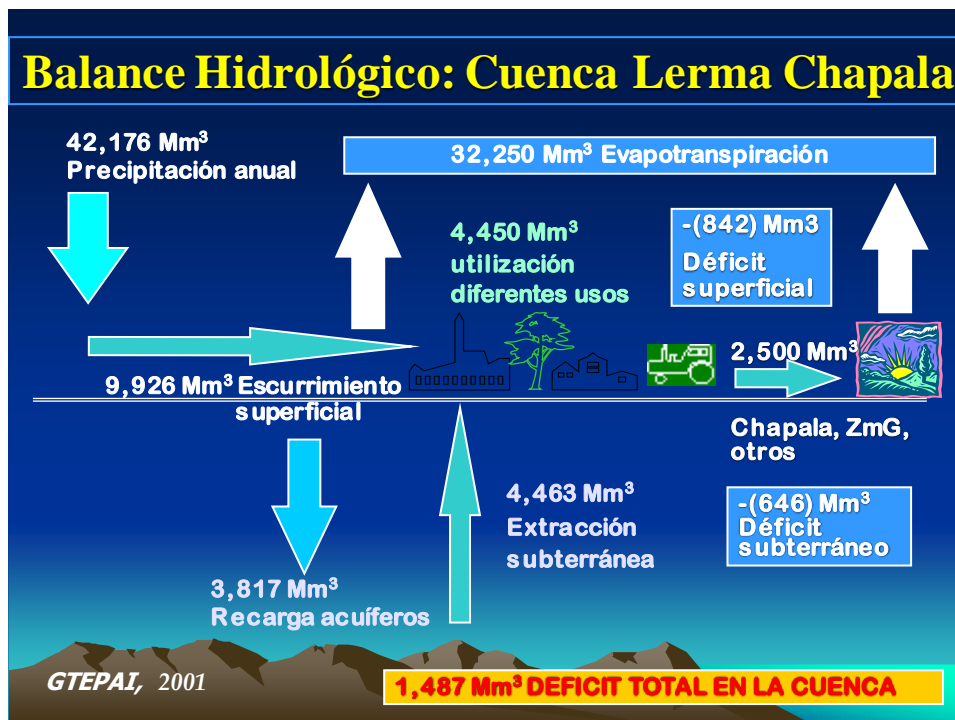 Balance Hidrológico: Cuenca Lerma Chapala
42,176 Mm³
Precipitación anual
32,250 Mm³ Evapotranspiración
4,450 Mm³
utilización
diferentes usos
-(842) Mm3
Déficit
superficial
2,500 Mm³
9,926 Mm³ Escurrimiento
superficial
Chapala, ZmG,
otros
4,463 Mm³
Extracción
subterránea
-(646) Mm³
Déficit
subterráneo
3,817 Mm³
Recarga acuíferos
GTEPAI, 2001
1,487 Mm³ DEFICIT TOTAL EN LA CUENCA